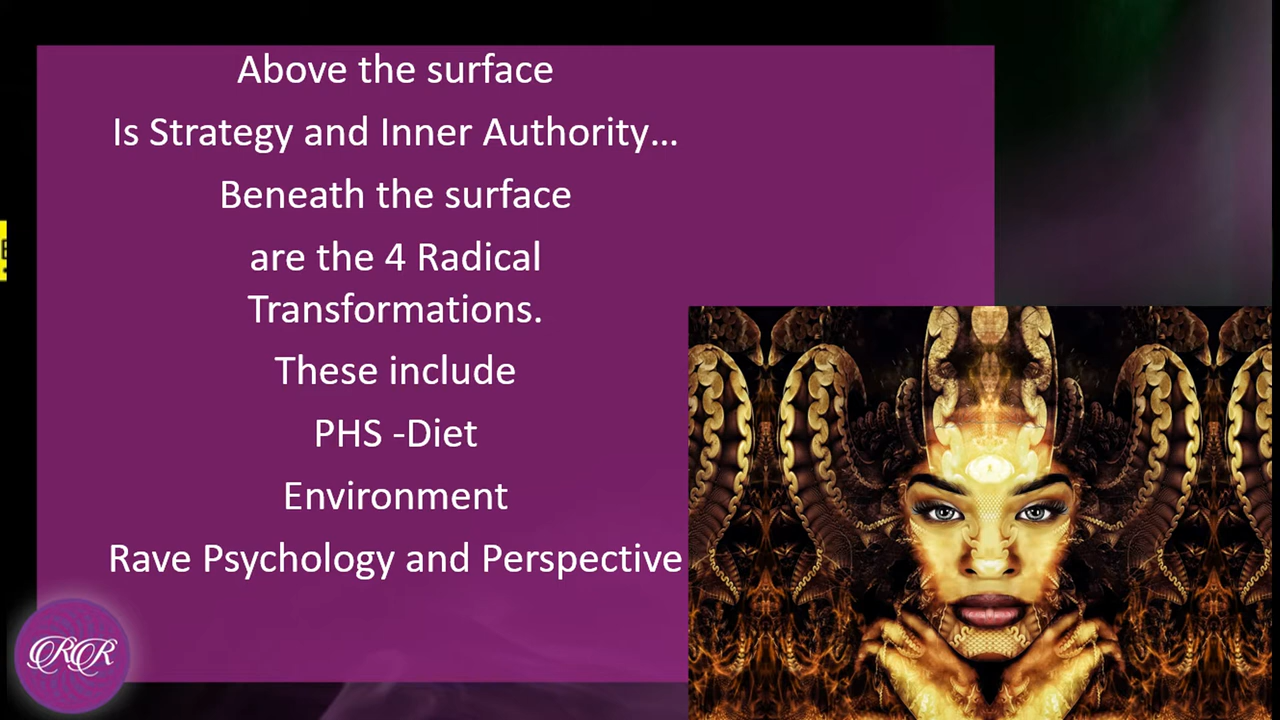 Above the surface
Is Strategy and Inner Authority…
Beneath the surface
are the 4 Radical
Transformations.
These include
PHS -Diet
Environment
Rave Psychology and Perspective
RR